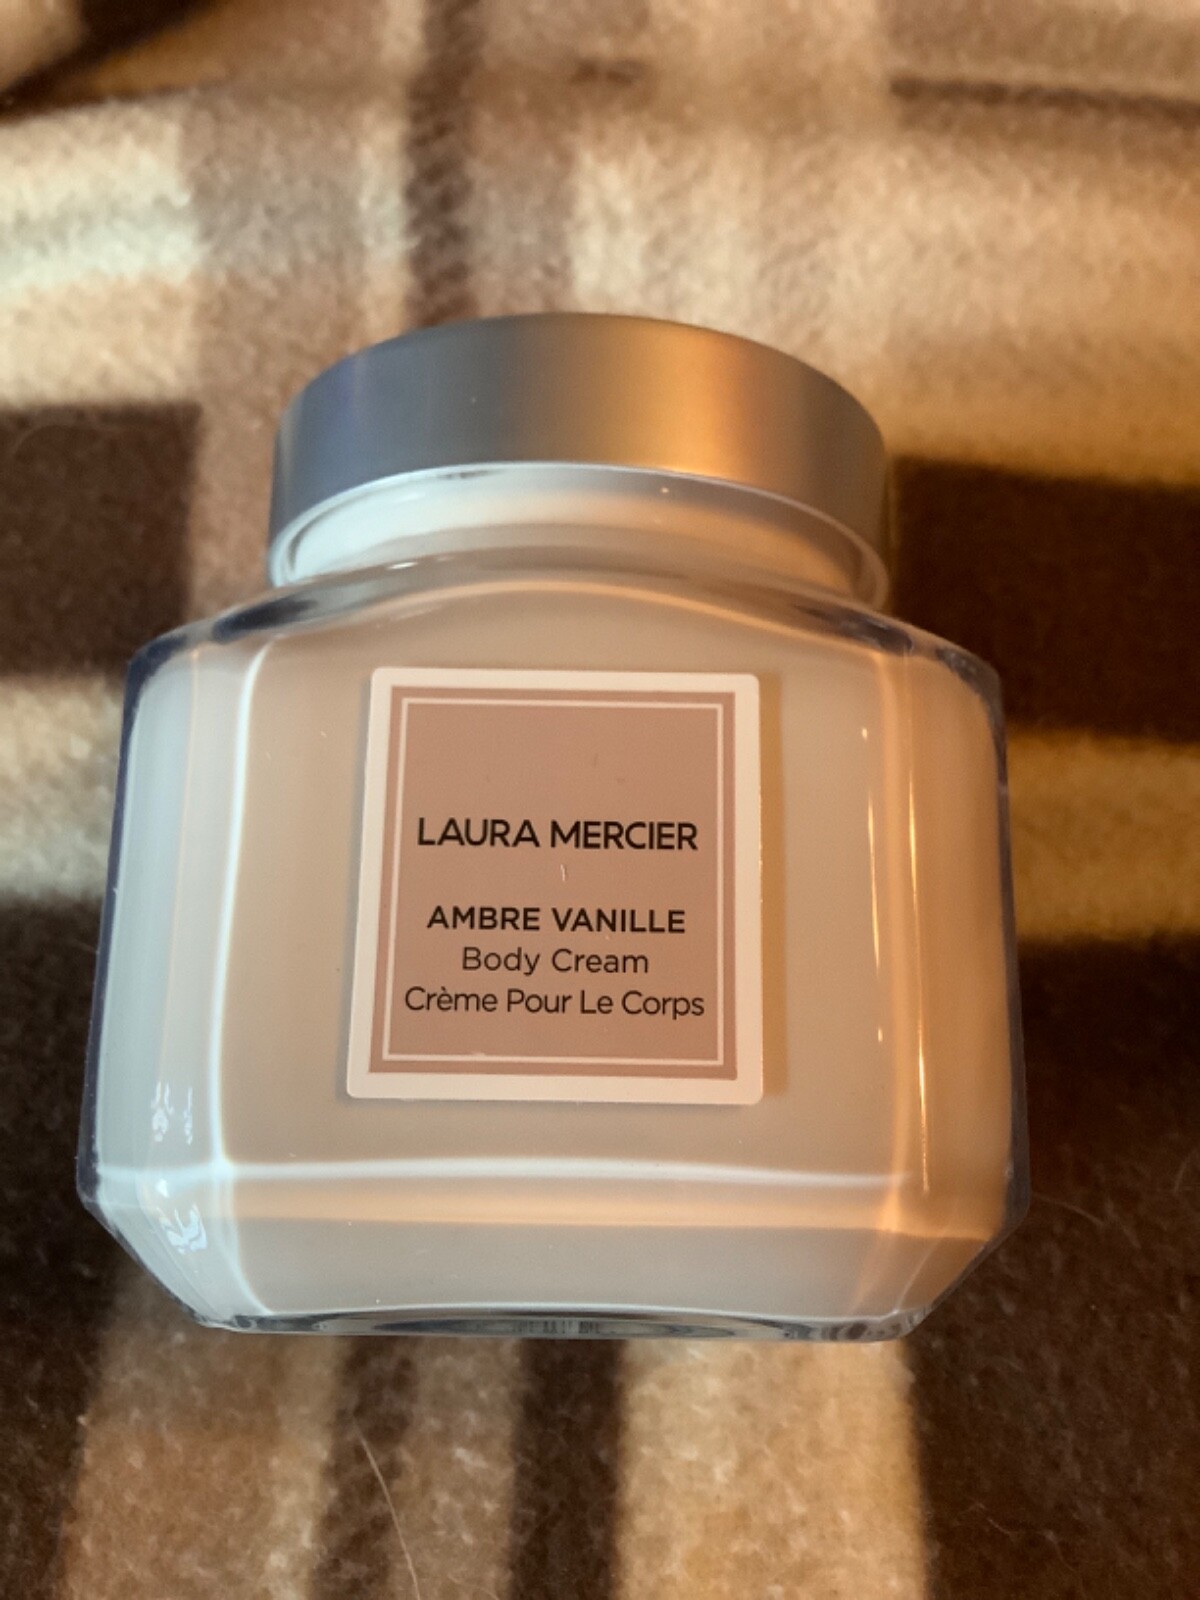 LAURA MERCIER
AMBRE VANILLE
Body Cream
Crème Pour Le Corps